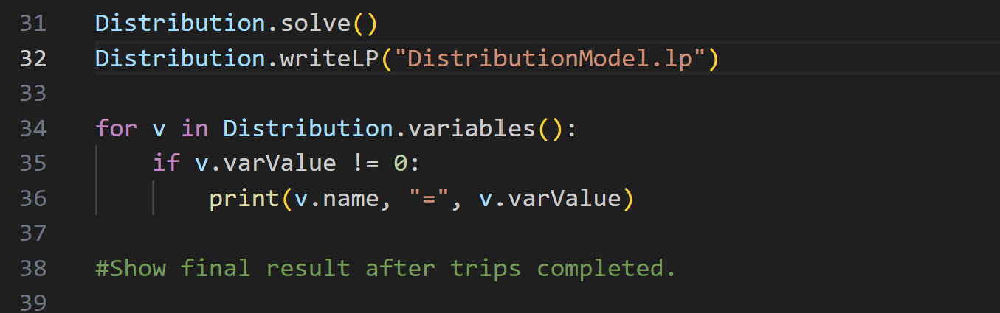 31 Distribution.solve()
32 Distribution.writeLP("DistributionModel.lp")
33
34 for v in Distribution.variables():
35     if v.varValue != 0:
36         print(v.name, "=", v.varValue)
37
38 #Show final result after trips completed.
39